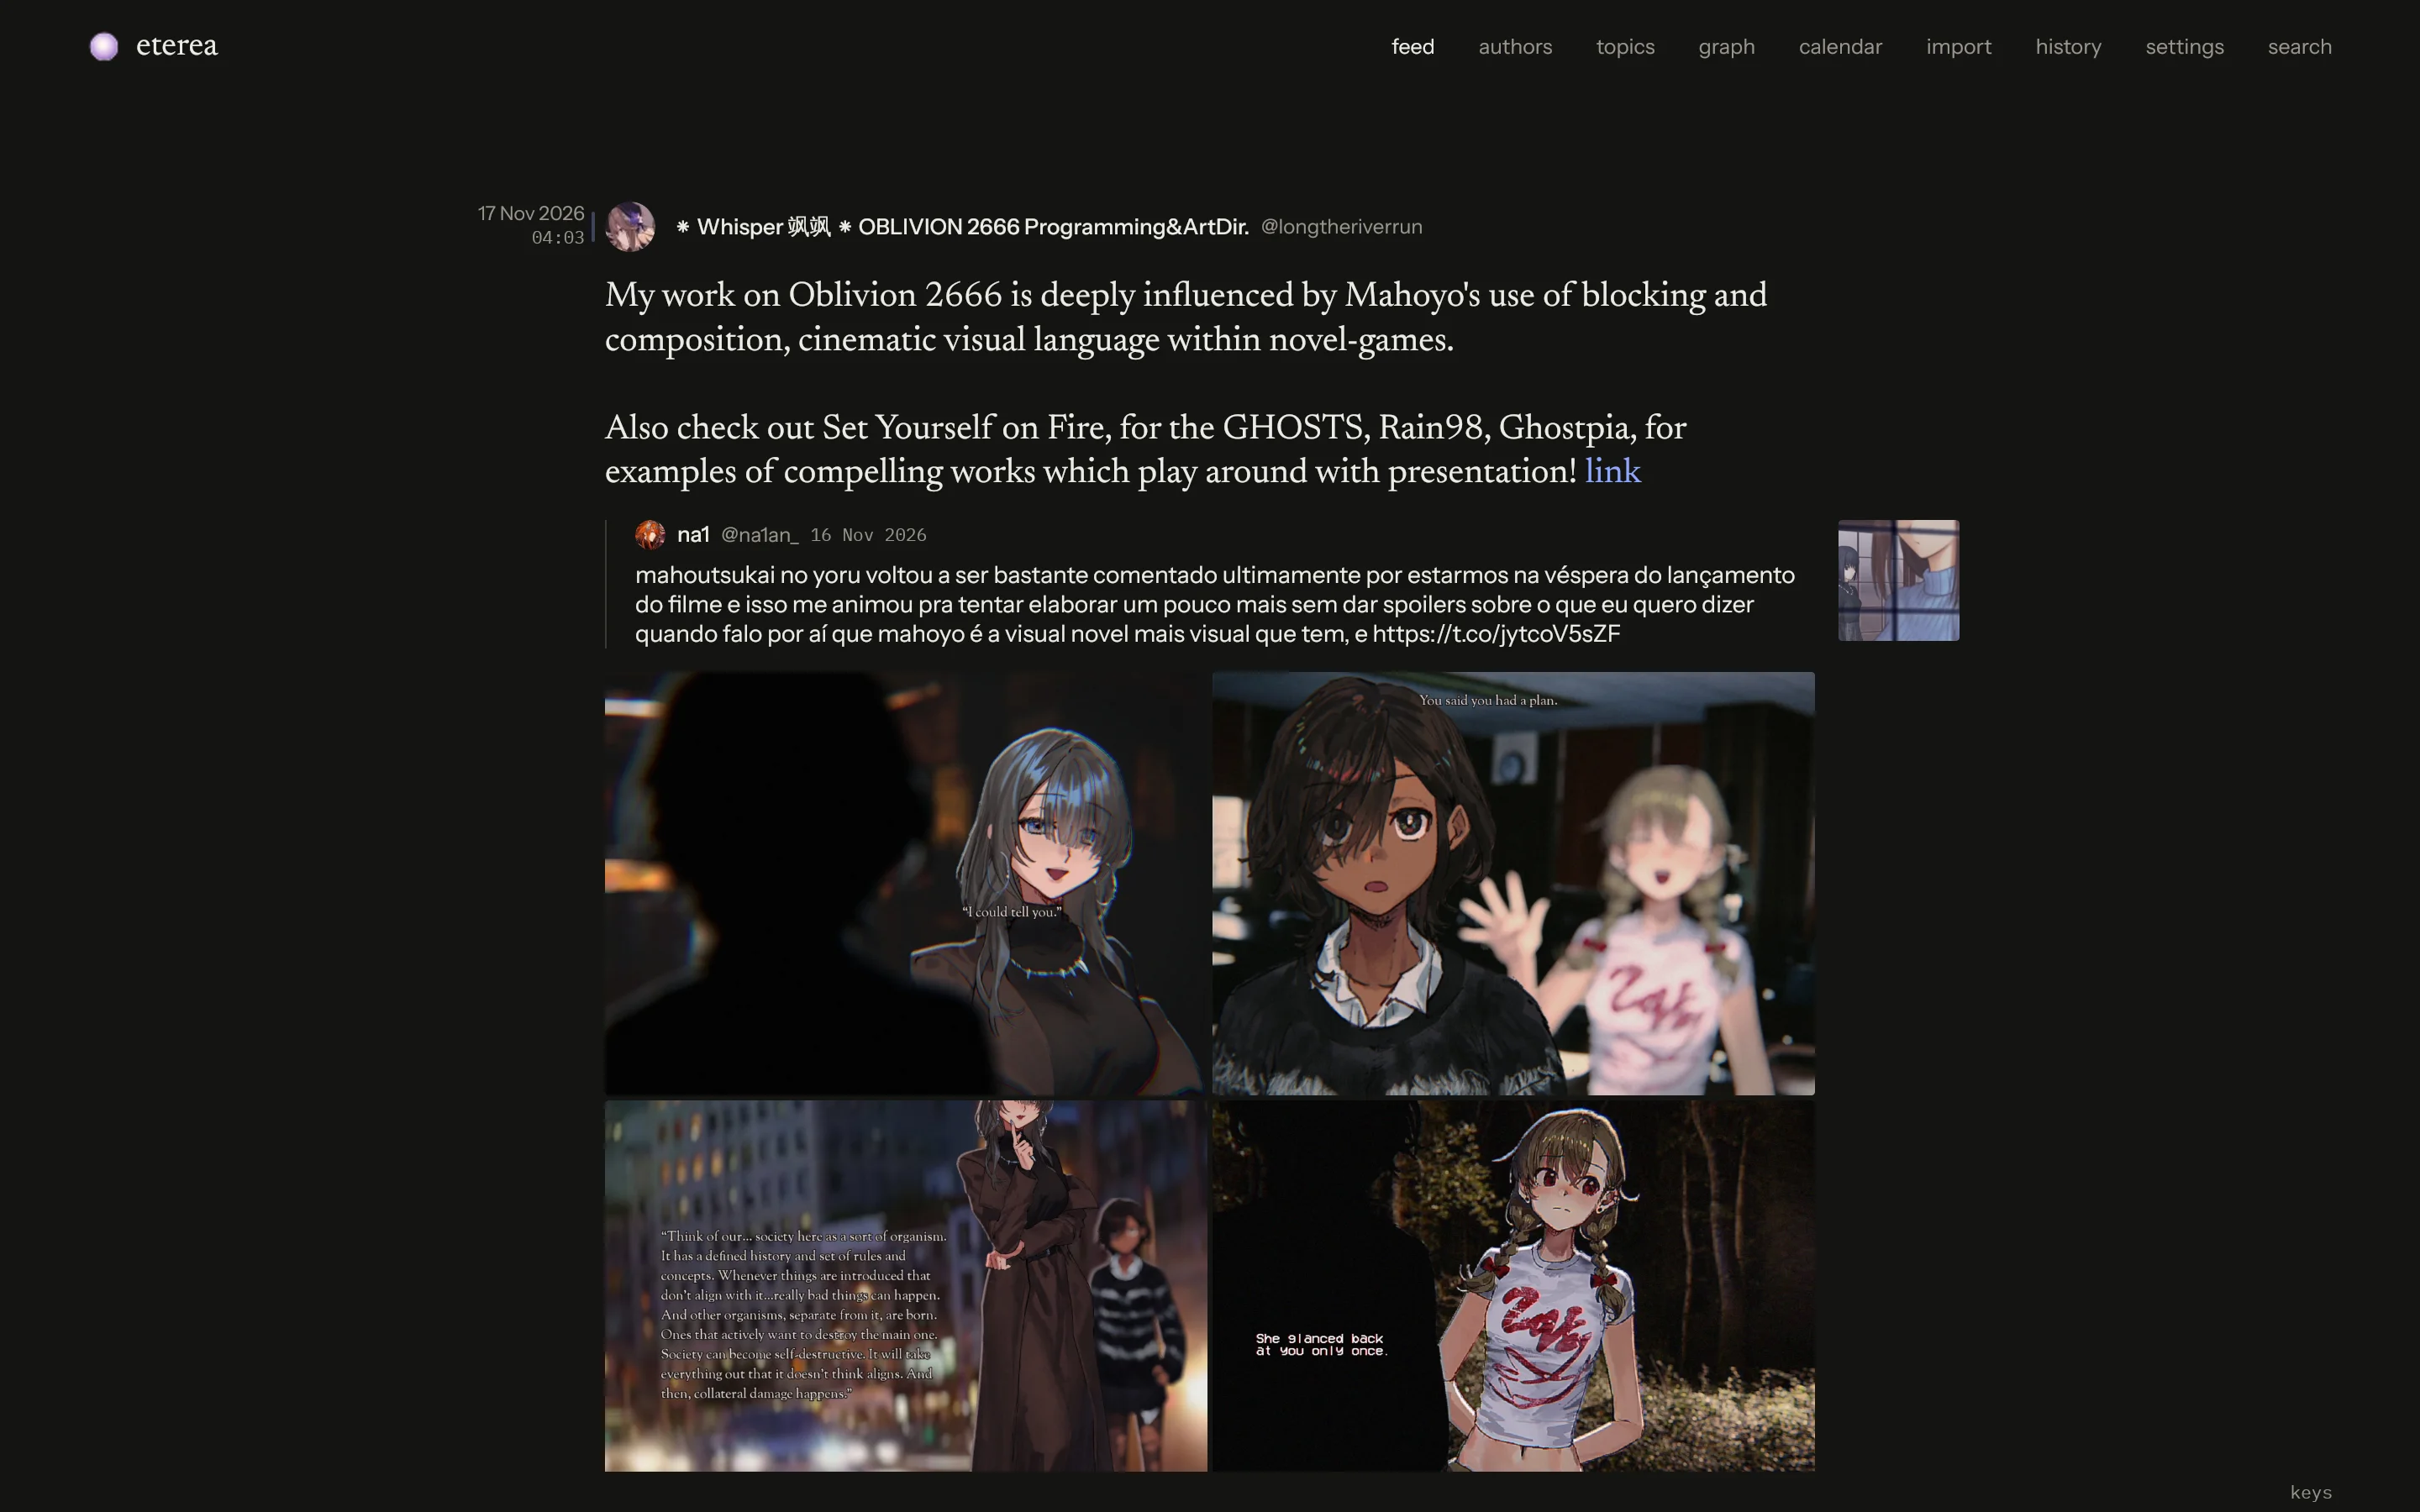 eterea
feed authors topics graph calendar import history settings search
17 Nov 2026
04:03
⁕ Whisper 飒飒 ⁕ OBLIVION 2666 Programming&ArtDir. @longtheriverrun
My work on Oblivion 2666 is deeply influenced by Mahoyo's use of blocking and
composition, cinematic visual language within novel-games.
Also check out Set Yourself on Fire, for the GHOSTS, Rain98, Ghostpia, for
examples of compelling works which play around with presentation! link
na1 @na1an_ 16 Nov 2026
mahoutsukai no yoru voltou a ser bastante comentado ultimamente por estarmos na véspera do lançamento
do filme e isso me animou pra tentar elaborar um pouco mais sem dar spoilers sobre o que eu quero dizer
quando falo por aí que mahoyo é a visual novel mais visual que tem, e https://t.co/jytcoV5sZF
“I could tell you.”
You said you had a plan.
“Think of our... society here as a sort of organism.
It has a defined history and set of rules and
concepts. Whenever things are introduced that
don't align with it...really bad things can happen.
And other organisms, separate from it, are born.
Ones that actively want to destroy the main one.
Society can become self-destructive. It will take
everything out that it doesn't think aligns. And
then, collateral damage happens.”
She glanced back
at you only once.
keys